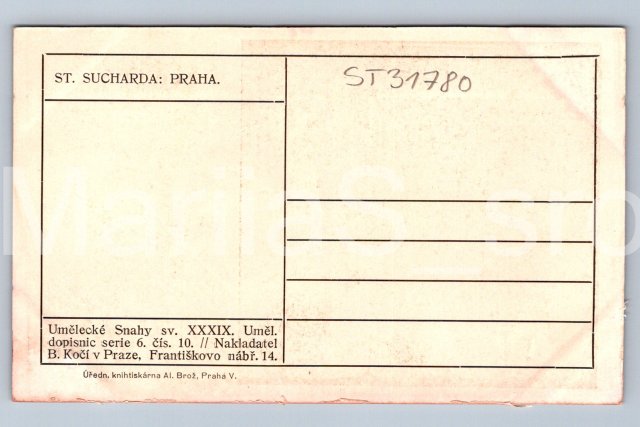 ST. SUCHARDA: PRAHA.
ST31780
Umělecké Snahy sv. XXXIX. Uměl.
dopisnic serie 6. čís. 10. // Nakladatel
B. Kočí v Praze, Františkovo nábř. 14.
Úředn. knihtiskárna Al. Brož, Praha V.
MarijaS_sro